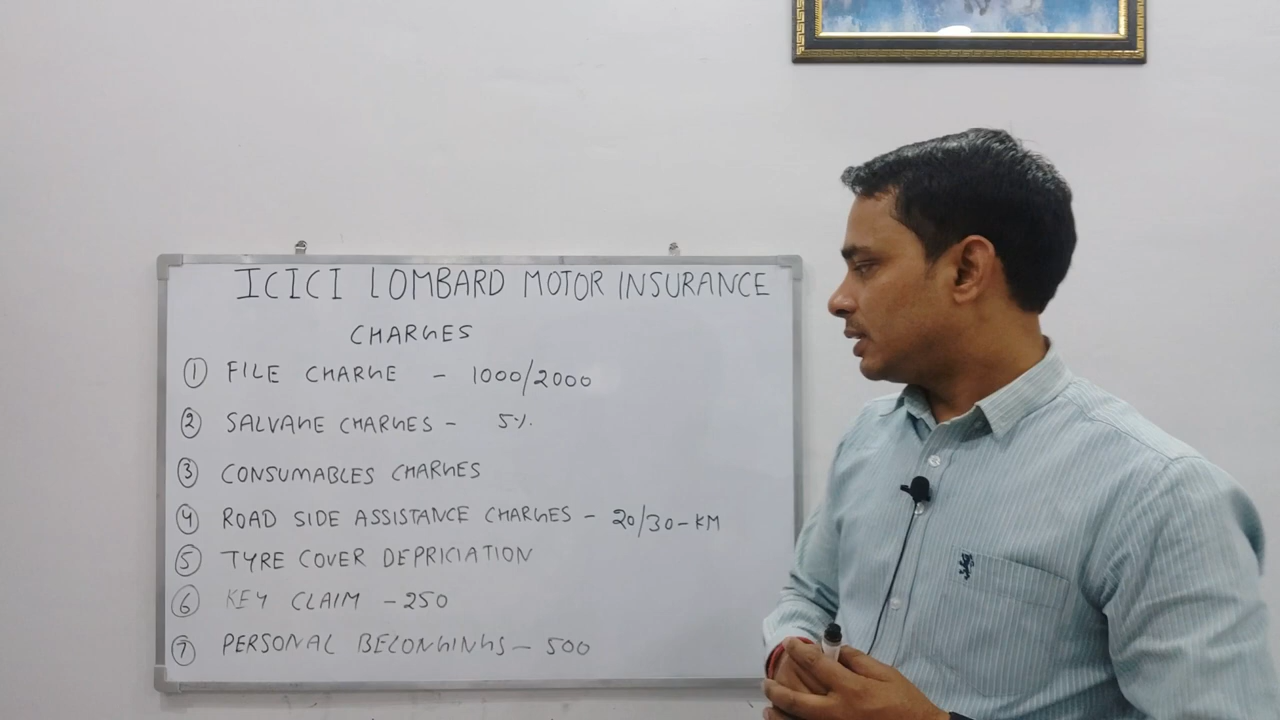 ICICI LOMBARD MOTOR INSURANCE
CHARGES
1 FILE CHARGE - 1000/2000
2 SALVAGE CHARGES - 5%
3 CONSUMABLES CHARGES
4 ROAD SIDE ASSISTANCE CHARGES - 20/30-KM
5 TYRE COVER DEPRICIATION
6 KEY CLAIM - 250
7 PERSONAL BELONGINGS - 500